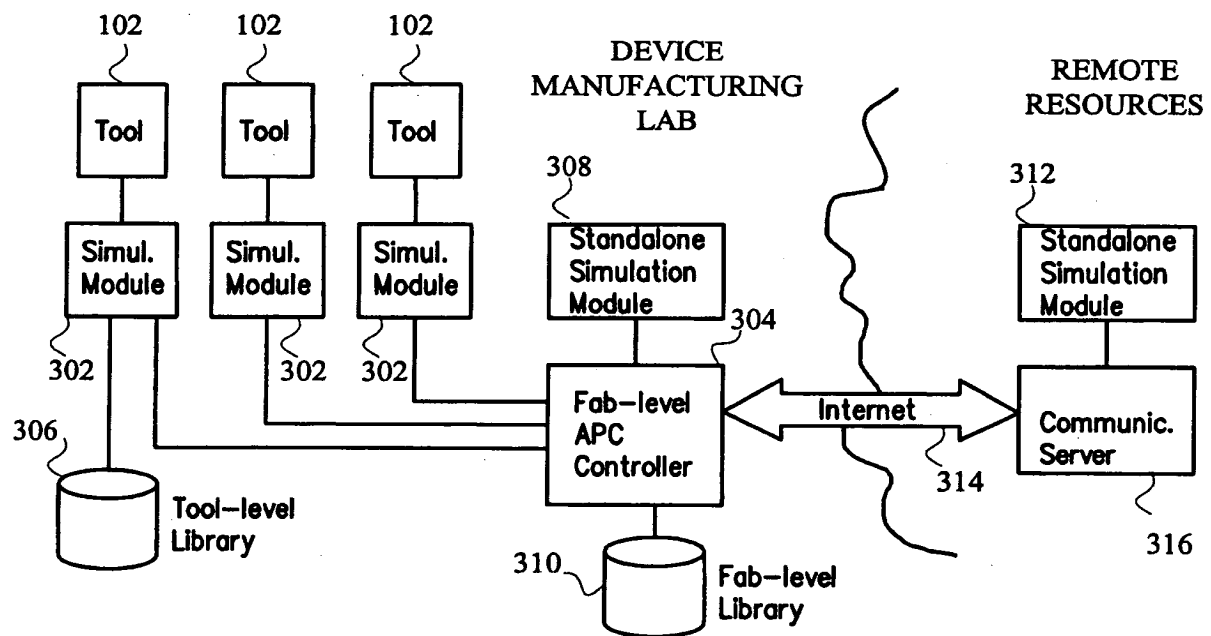 102
102
102
DEVICE
MANUFACTURING
LAB
REMOTE
RESOURCES
Tool
Tool
Tool
308
312
Simul.
Module
Simul.
Module
Simul.
Module
Standalone
Simulation
Module
Standalone
Simulation
Module
302
302
302
304
Fab-level
APC
Controller
Internet
Communic.
Server
306
314
316
Tool-level
Library
310
Fab-level
Library